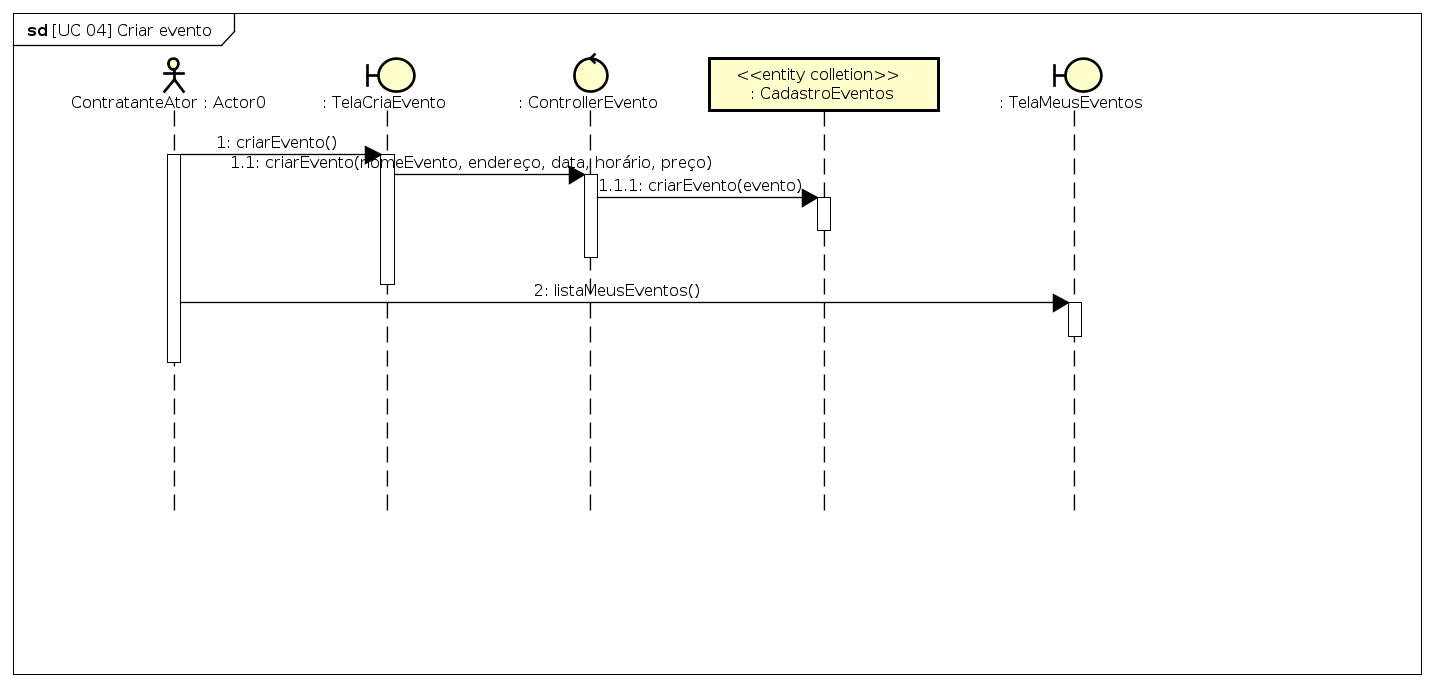 sd [UC 04] Criar evento
ContratanteAtor : Actor0
: TelaCriaEvento
: ControllerEvento
<<entity colletion>>
: CadastroEventos
: TelaMeusEventos
1: criarEvento()
1.1: criarEvento(nomeEvento, endereço, data, horário, preço)
1.1.1: criarEvento(evento)
2: listaMeusEventos()